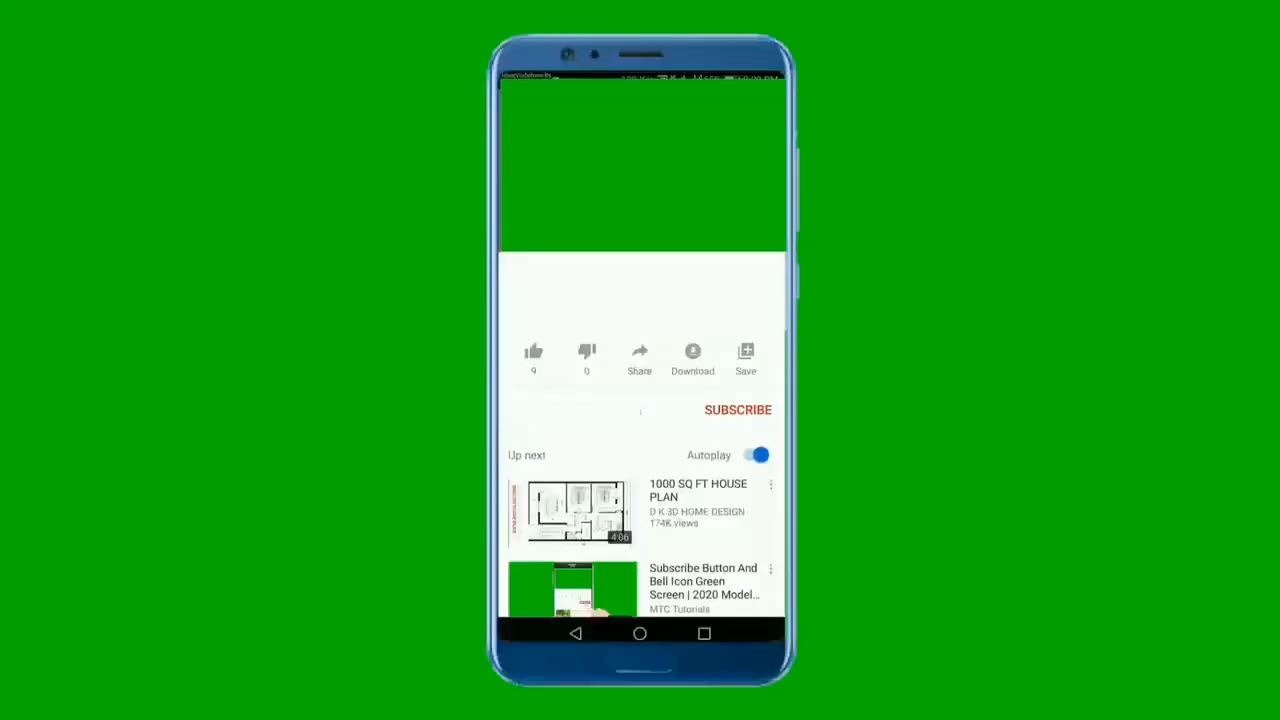 9
0
Share
Download
Save
SUBSCRIBE
Up next
Autoplay
1000 SQ FT HOUSE
PLAN
D K 3D HOME DESIGN
174K views
4:06
Subscribe Button And
Bell Icon Green
Screen | 2020 Model...
MTC Tutorials